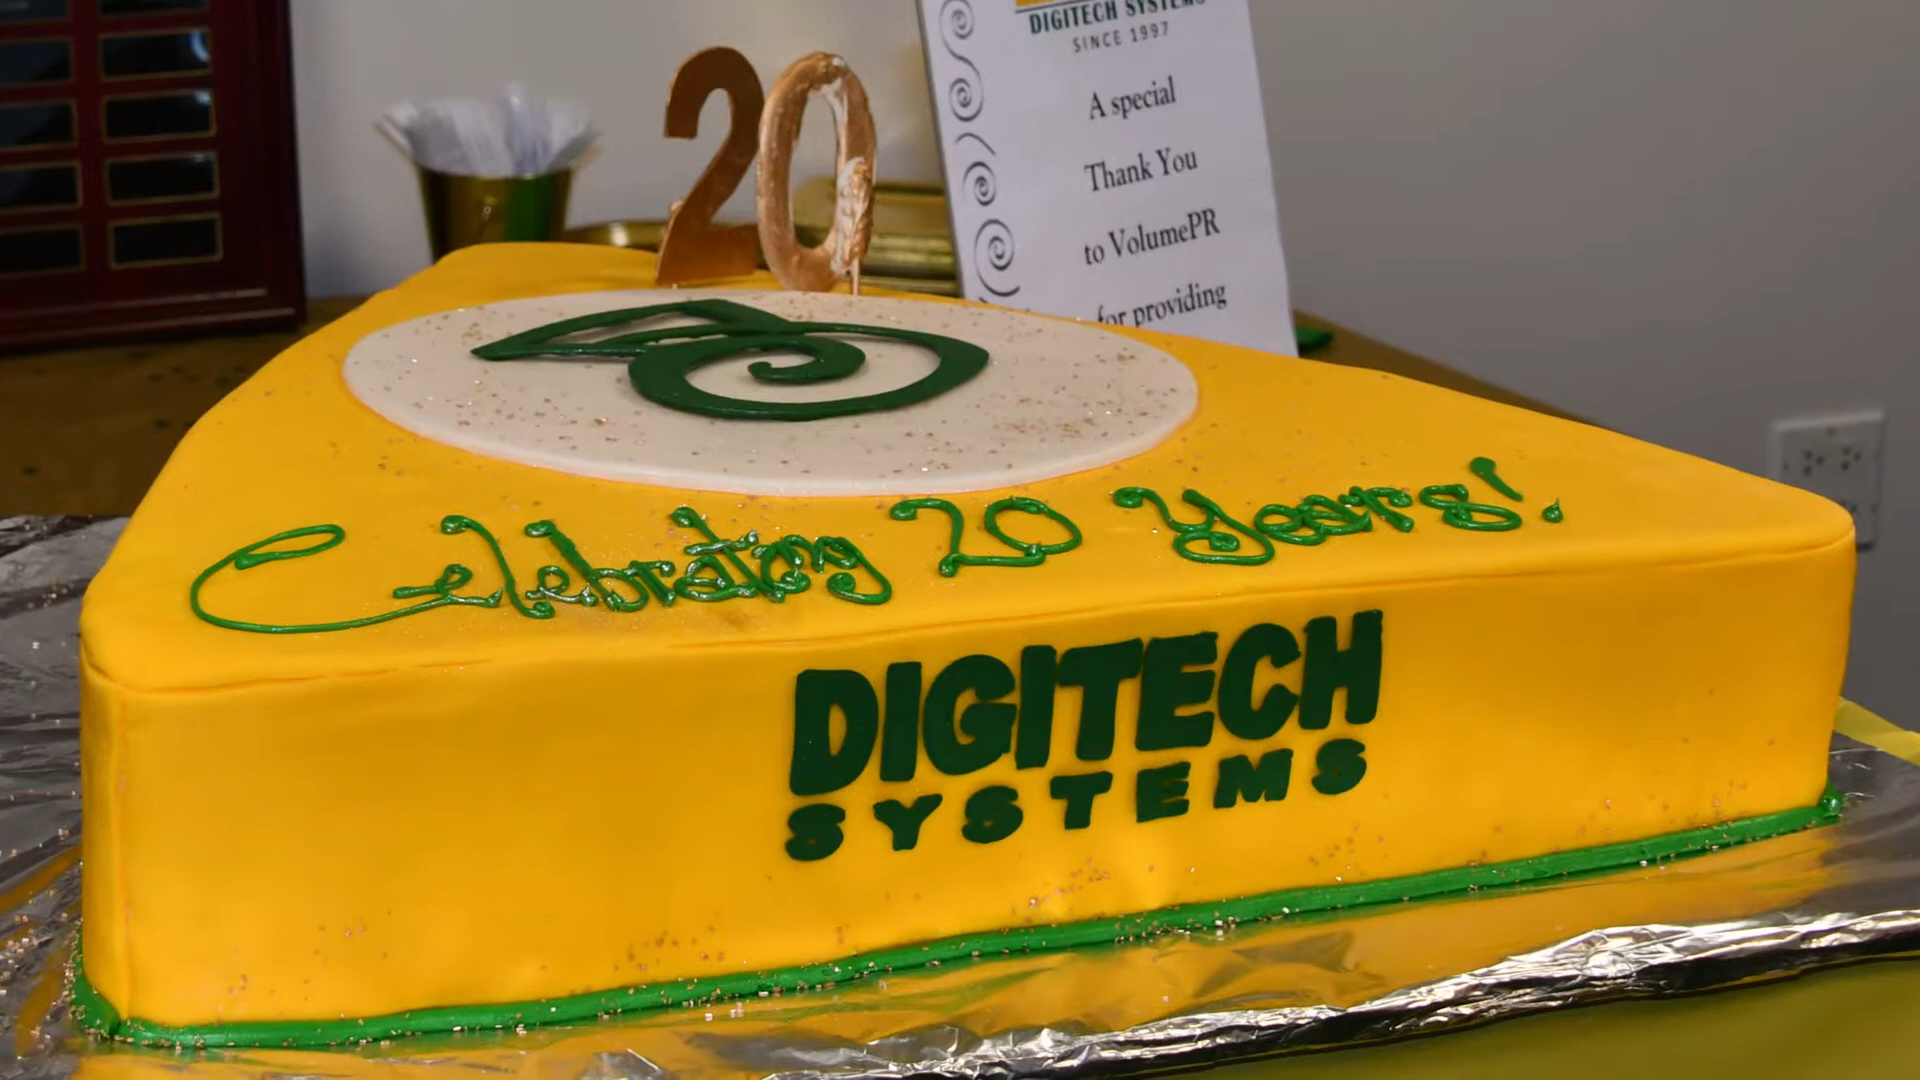 DIGITECH SYSTEMS
SINCE 1997
A special
Thank You
to VolumePR
for providing
20
Celebrating 20 Years!
DIGITECH
SYSTEMS